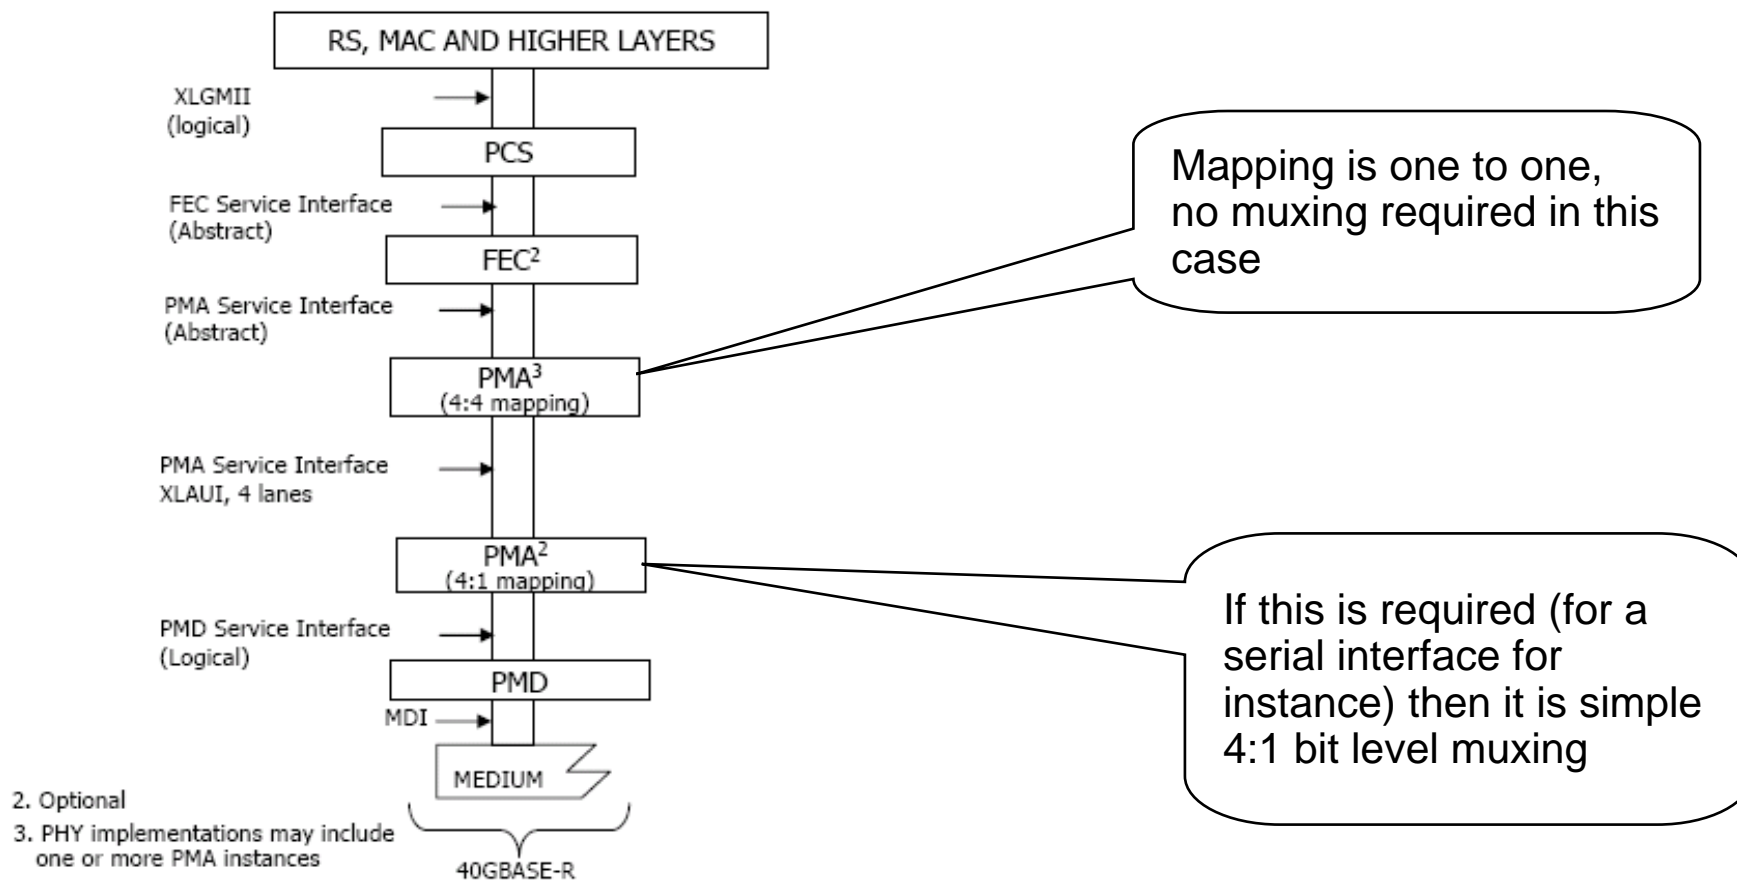 RS, MAC AND HIGHER LAYERS
XLGMII
(logical)
PCS
FEC Service Interface
(Abstract)
FEC²
PMA Service Interface
(Abstract)
PMA³
(4:4 mapping)
Mapping is one to one,
no muxing required in this
case
PMA Service Interface
XLAUI, 4 lanes
PMA²
(4:1 mapping)
If this is required (for a
serial interface for
instance) then it is simple
4:1 bit level muxing
PMD Service Interface
(Logical)
PMD
MDI
MEDIUM
2. Optional
3. PHY implementations may include
one or more PMA instances
40GBASE-R